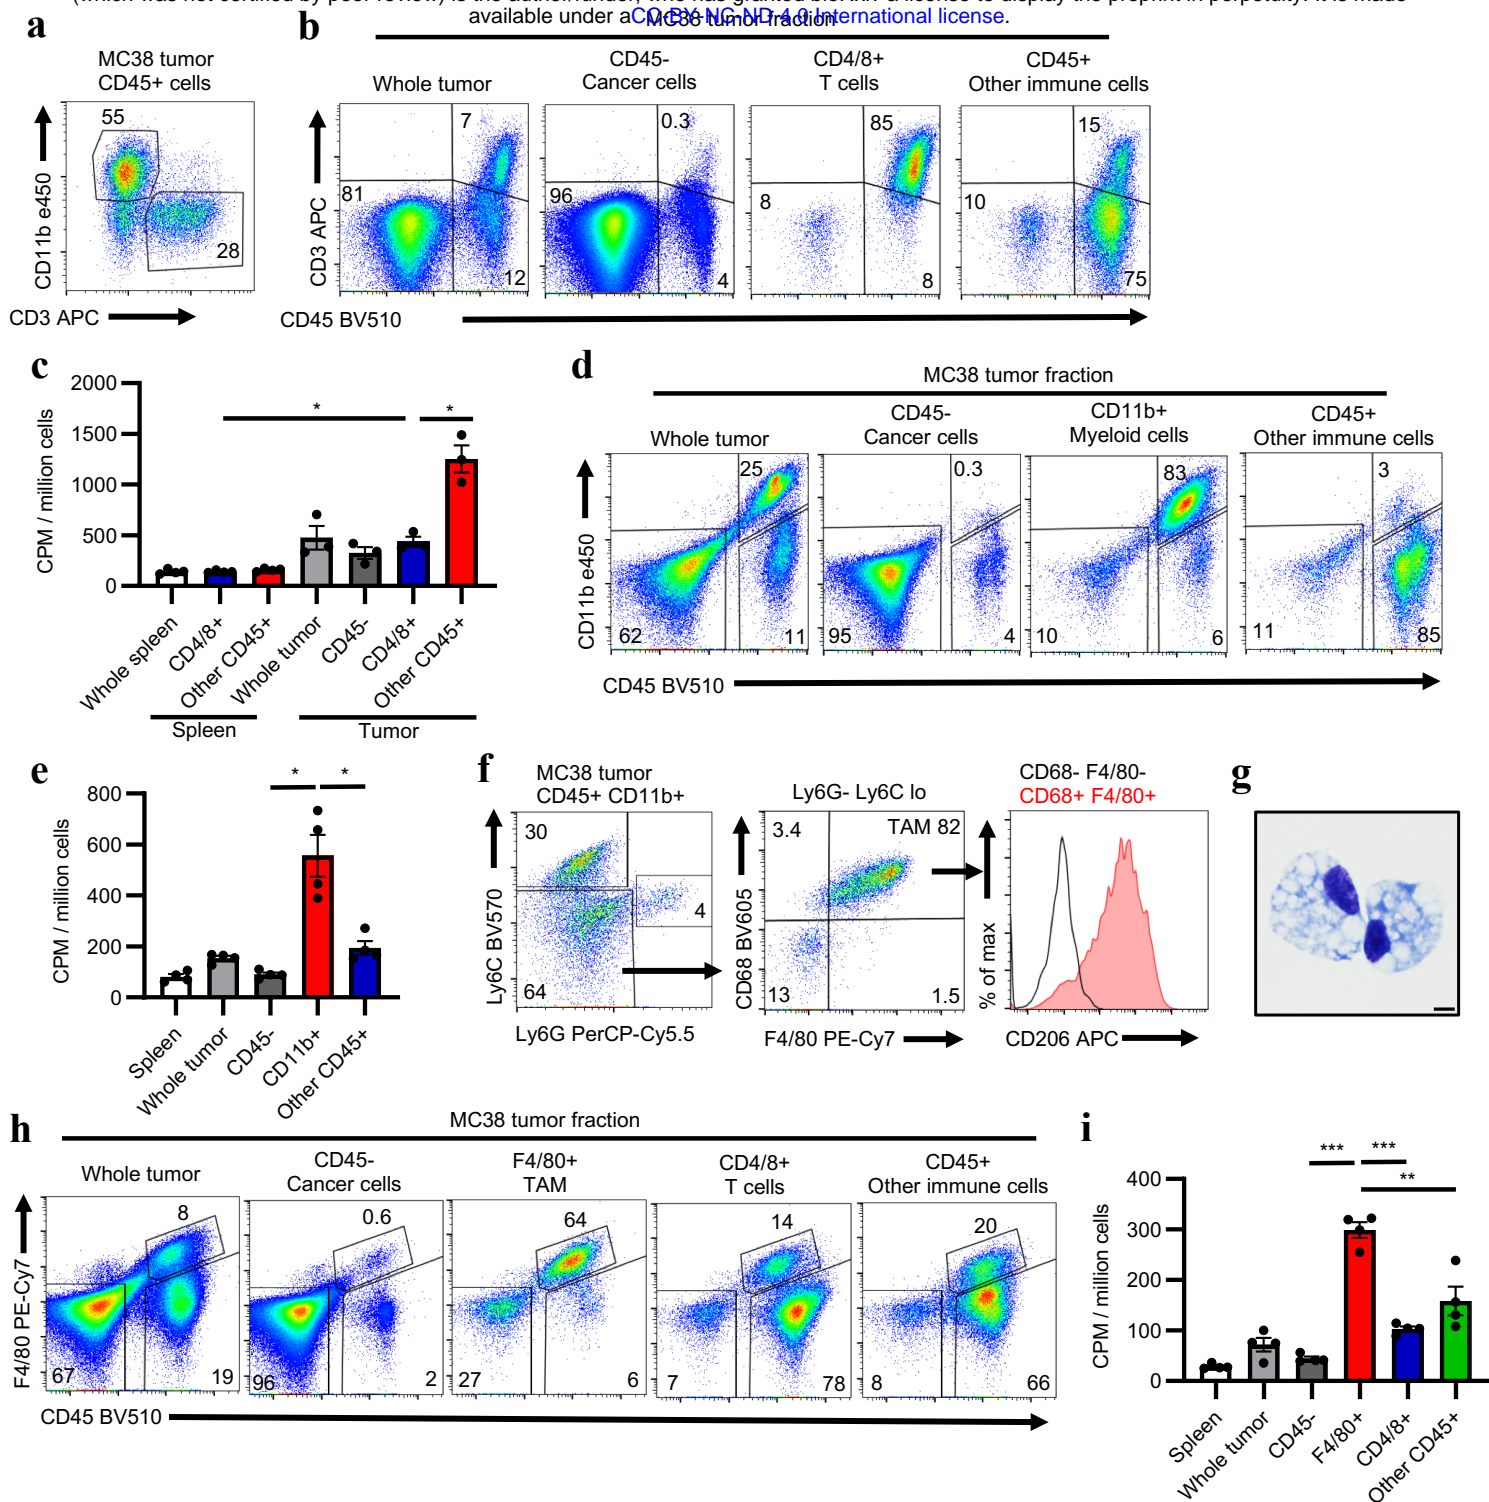 available under aCC-BY-NC-ND 4.0 International license.
MC38 tumor fraction
a
MC38 tumor
CD45+ cells
55
28
CD11b e450
CD3 APC
b
Whole tumor
CD45-
Cancer cells
CD4/8+
T cells
CD45+
Other immune cells
7
81
12
0.3
96
4
85
8
8
15
10
75
CD3 APC
CD45 BV510
c
CPM / million cells
2000
1500
1000
500
0
*
*
Whole spleen
CD4/8+
Other CD45+
Whole tumor
CD45-
CD4/8+
Other CD45+
Spleen
Tumor
d
MC38 tumor fraction
Whole tumor
CD45-
Cancer cells
CD11b+
Myeloid cells
CD45+
Other immune cells
25
62
11
0.3
95
4
83
10
6
3
11
85
CD11b e450
CD45 BV510
e
CPM / million cells
800
600
400
200
0
*
*
Spleen
Whole tumor
CD45-
CD11b+
Other CD45+
f
MC38 tumor
CD45+ CD11b+
30
4
64
Ly6C BV570
Ly6G PerCP-Cy5.5
Ly6G- Ly6C lo
3.4
TAM 82
13
1.5
CD68 BV605
F4/80 PE-Cy7
CD68- F4/80-
CD68+ F4/80+
% of max
CD206 APC
g
h
MC38 tumor fraction
Whole tumor
CD45-
Cancer cells
F4/80+
TAM
CD4/8+
T cells
CD45+
Other immune cells
8
67
19
0.6
96
2
64
27
6
14
7
78
20
8
66
F4/80 PE-Cy7
CD45 BV510
i
CPM / million cells
400
300
200
100
0
***
***
**
Spleen
Whole tumor
CD45-
F4/80+
CD4/8+
Other CD45+